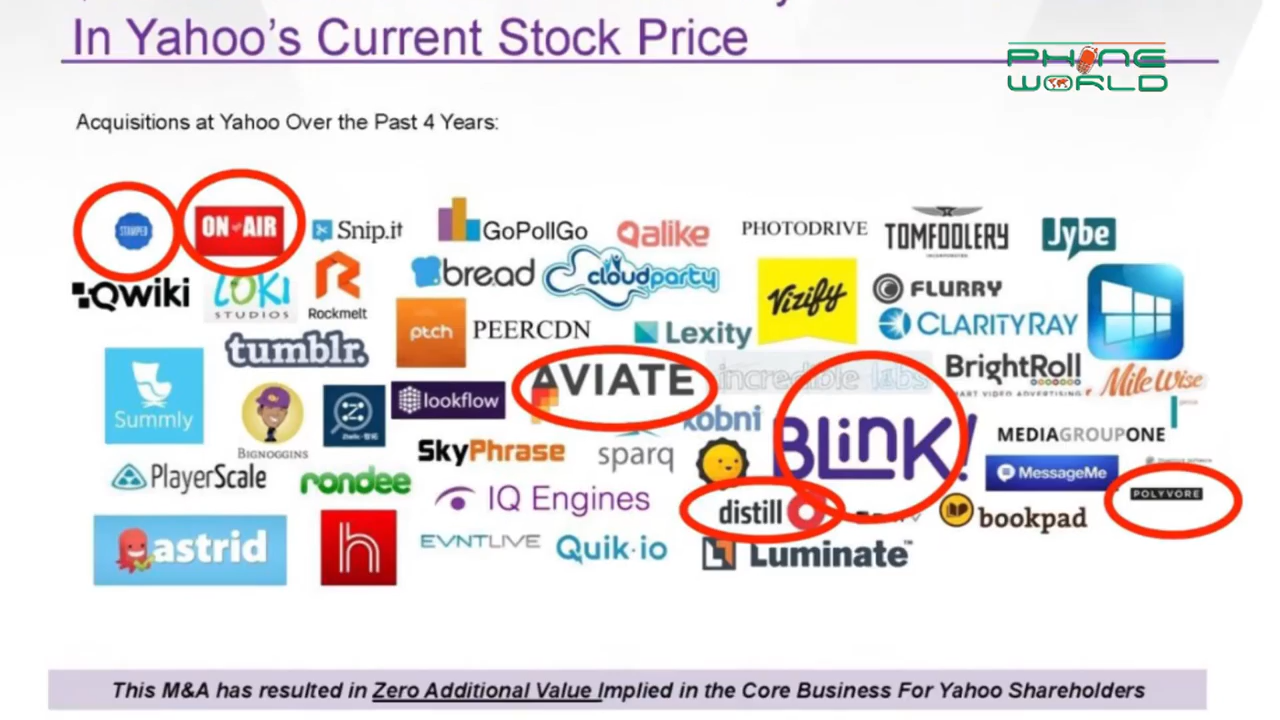 In Yahoo's Current Stock Price
PHONE
WORLD
Acquisitions at Yahoo Over the Past 4 Years:
STAMPED
ON AIR
Snip.it
GoPollGo
alike
PHOTODRIVE
TOMFOOLERY
INCORPORATED
Jybe
Qwiki
LOKI
STUDIOS
Rockmelt
bread
cloudparty
Vizify
FLURRY
CLARITYRAY
tumblr.
ptch
PEERCDN
Lexity
Summly
BIGNOGGINS
lookflow
AVIATE
incredible labs
BrightRoll
MileWise
xobni
BLiNK!
MEDIAGROUPONE
SkyPhrase
sparq
MessageMe
PlayerScale
rondee
IQ Engines
distill
POLYVORE
bookpad
astrid
h
EVNTLIVE
Quik.io
Luminate™
This M&A has resulted in Zero Additional Value Implied in the Core Business For Yahoo Shareholders